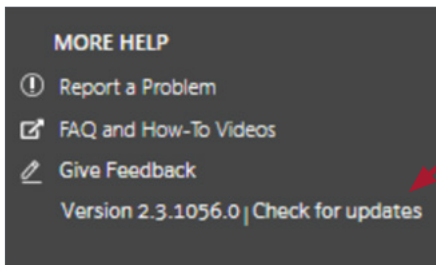 MORE HELP
Report a Problem
FAQ and How-To Videos
Give Feedback
Version 2.3.1056.0 | Check for updates